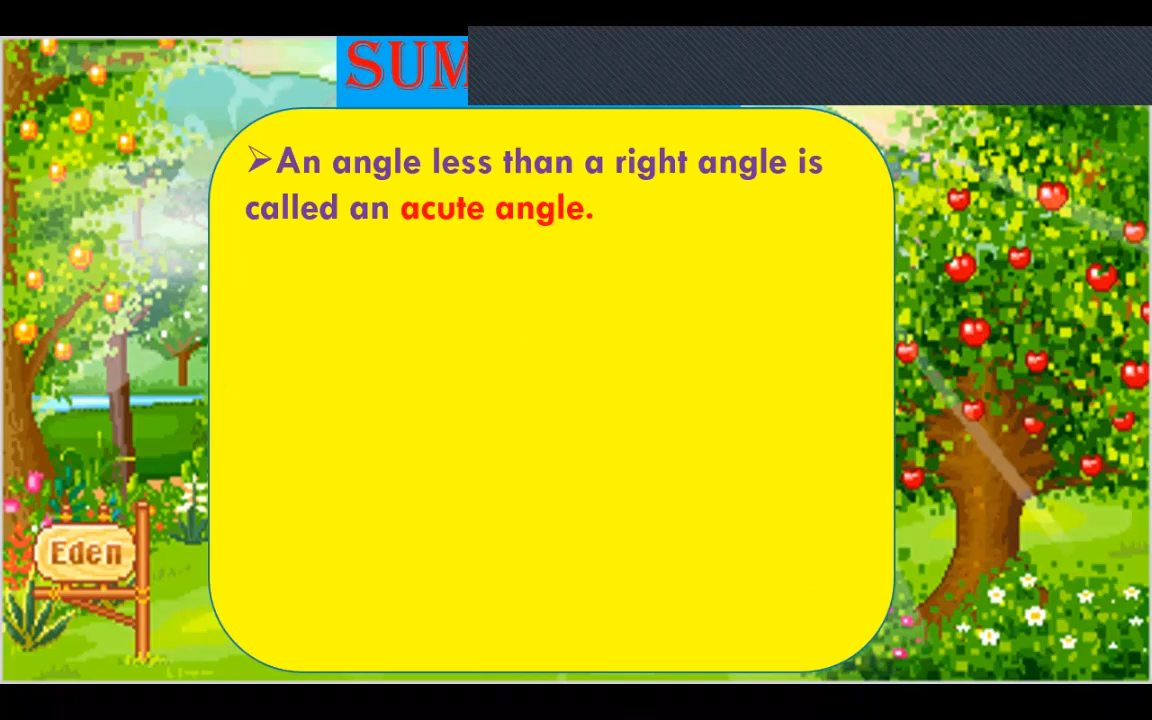 SUM
➢An angle less than a right angle is
called an acute angle.
Eden